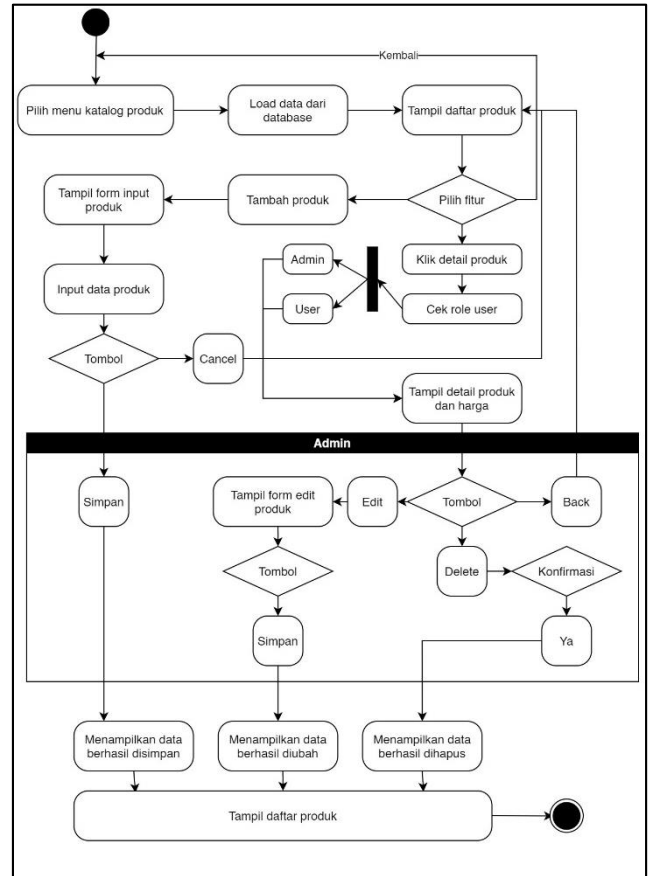 Kembali
Pilih menu katalog produk
Load data dari
database
Tampil daftar produk
Tampil form input
produk
Tambah produk
Pilih fitur
Admin
Klik detail produk
Input data produk
User
Cek role user
Tombol
Cancel
Tampil detail produk
dan harga
Admin
Simpan
Tampil form edit
produk
Edit
Tombol
Back
Tombol
Delete
Konfirmasi
Simpan
Ya
Menampilkan data
berhasil disimpan
Menampilkan data
berhasil diubah
Menampilkan data
berhasil dihapus
Tampil daftar produk